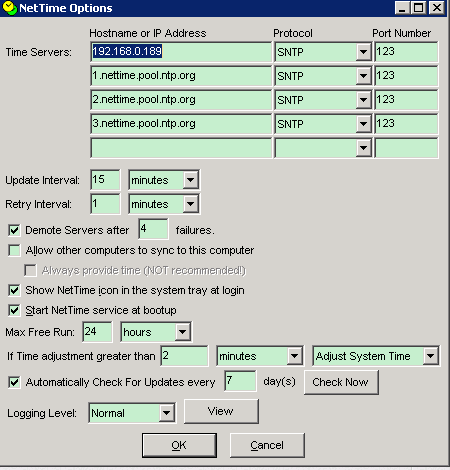 NetTime Options
Hostname or IP Address Protocol Port Number
Time Servers: 192.168.0.189 SNTP 123
1.nettime.pool.ntp.org SNTP 123
2.nettime.pool.ntp.org SNTP 123
3.nettime.pool.ntp.org SNTP 123
Update Interval: 15 minutes
Retry Interval: 1 minutes
Demote Servers after 4 failures.
Allow other computers to sync to this computer
Always provide time (NOT recommended!)
Show NetTime icon in the system tray at login
Start NetTime service at bootup
Max Free Run: 24 hours
If Time adjustment greater than 2 minutes Adjust System Time
Automatically Check For Updates every 7 day(s) Check Now
Logging Level: Normal View
OK Cancel